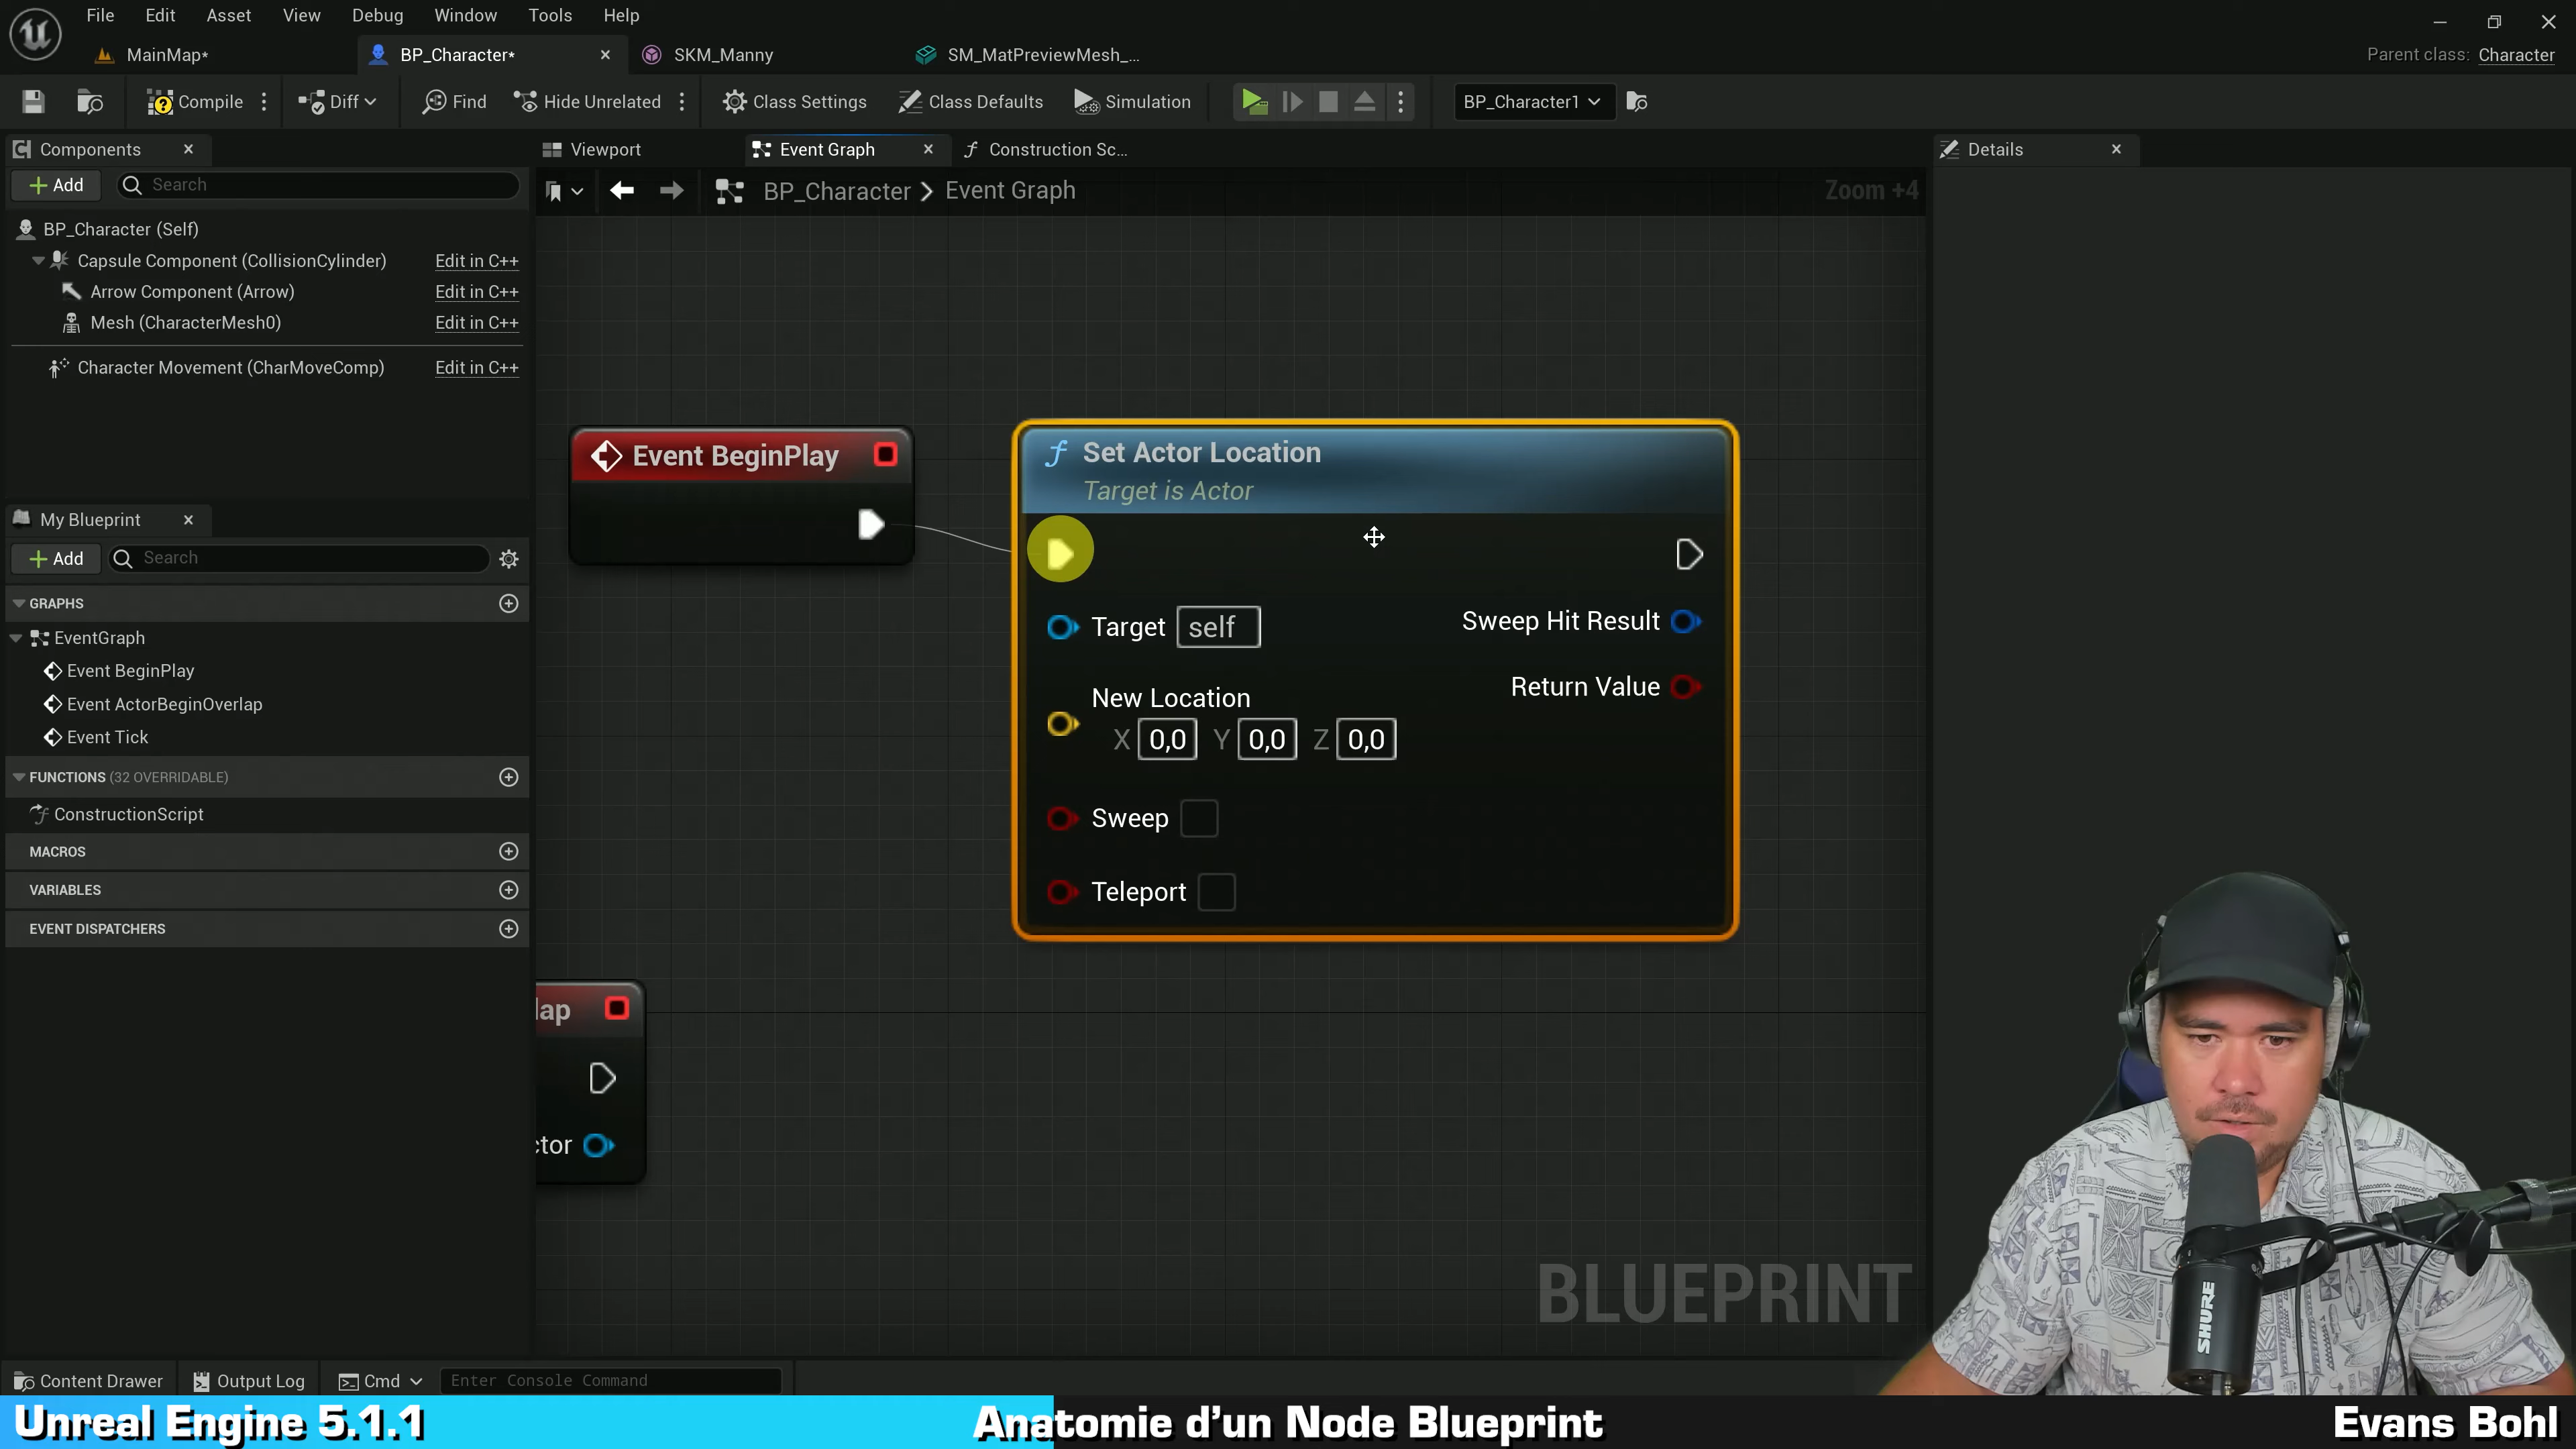 File Edit Asset View Debug Window Tools Help
MainMap* BP_Character* SKM_Manny SM_MatPreviewMesh_... Parent class: Character
Compile Diff Find Hide Unrelated Class Settings Class Defaults Simulation BP_Character1
Components Viewport Event Graph Construction Sc... Details
Add Search BP_Character > Event Graph Zoom +4
BP_Character (Self)
Capsule Component (CollisionCylinder) Edit in C++
Arrow Component (Arrow) Edit in C++
Mesh (CharacterMesh0) Edit in C++
Character Movement (CharMoveComp) Edit in C++
My Blueprint
Add Search
GRAPHS
EventGraph
Event BeginPlay
Event ActorBeginOverlap
Event Tick
FUNCTIONS (32 OVERRIDABLE)
ConstructionScript
MACROS
VARIABLES
EVENT DISPATCHERS
Event BeginPlay
Set Actor Location
Target is Actor
Target self
Sweep Hit Result
New Location
Return Value
X 0,0 Y 0,0 Z 0,0
Sweep
Teleport
lap
ctor
BLUEPRINT
SHURE
Content Drawer Output Log Cmd Enter Console Command
Unreal Engine 5.1.1 Anatomie d'un Node Blueprint Evans Bohl